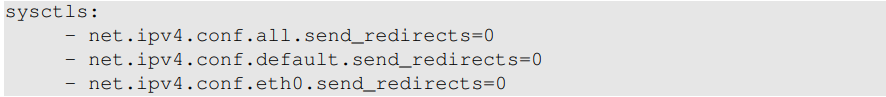 sysctls:
- net.ipv4.conf.all.send_redirects=0
- net.ipv4.conf.default.send_redirects=0
- net.ipv4.conf.eth0.send_redirects=0